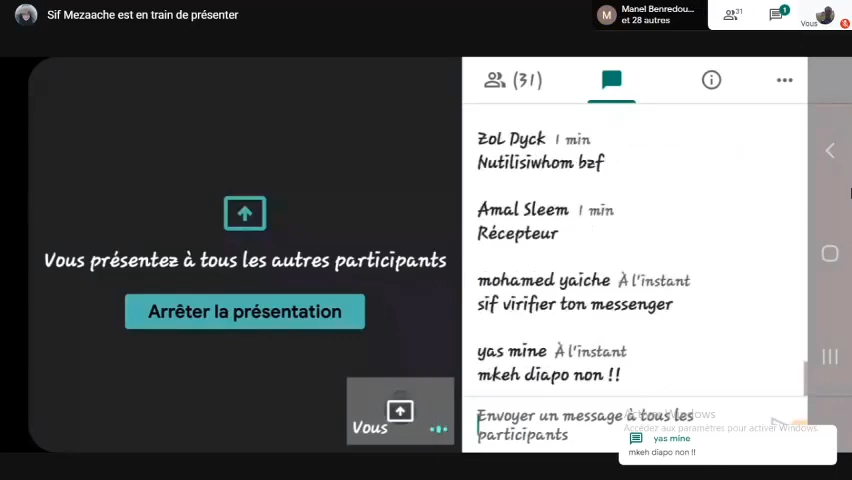 Sif Mezaache est en train de présenter
M
Manel Benredou...
et 28 autres
31
1
Vous
(31)
Zol Dyck 1 min
Nutilisiwhom bzf
Amal Sleem 1 min
Récepteur
mohamed yaiche À l'instant
sif virifier ton messenger
yas mine À l'instant
mkeh diapo non !!
Envoyer un message à tous les
participants
Vous présentez à tous les autres participants
Arrêter la présentation
Vous
Activer Windows
Accédez aux paramètres pour activer Windows.
yas mine
mkeh diapo non !!